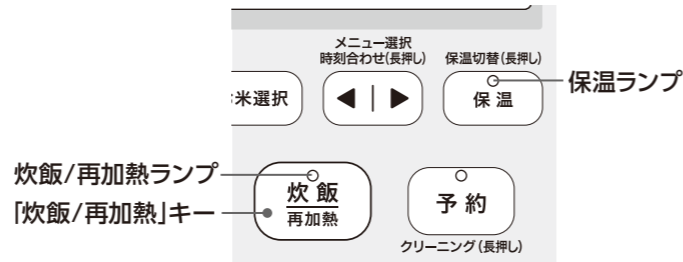 メニュー選択
時刻合わせ(長押し)
保温切替(長押し)
米選択
保温
保温ランプ
炊飯/再加熱ランプ
「炊飯/再加熱」キー
炊飯
再加熱
予約
クリーニング(長押し)